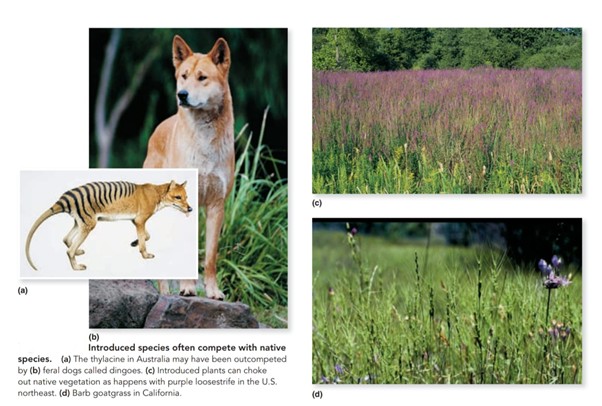 (c)
(a)
(b)
Introduced species often compete with native
species. (a) The thylacine in Australia may have been outcompeted
by (b) feral dogs called dingoes. (c) Introduced plants can choke
out native vegetation as happens with purple loosestrife in the U.S.
northeast. (d) Barb goatgrass in California.
(d)